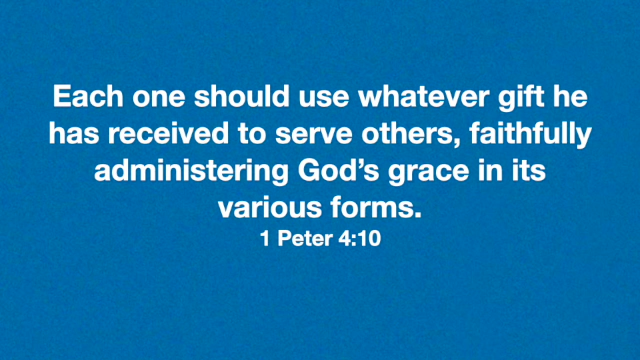 Each one should use whatever gift he
has received to serve others, faithfully
administering God’s grace in its
various forms.
1 Peter 4:10